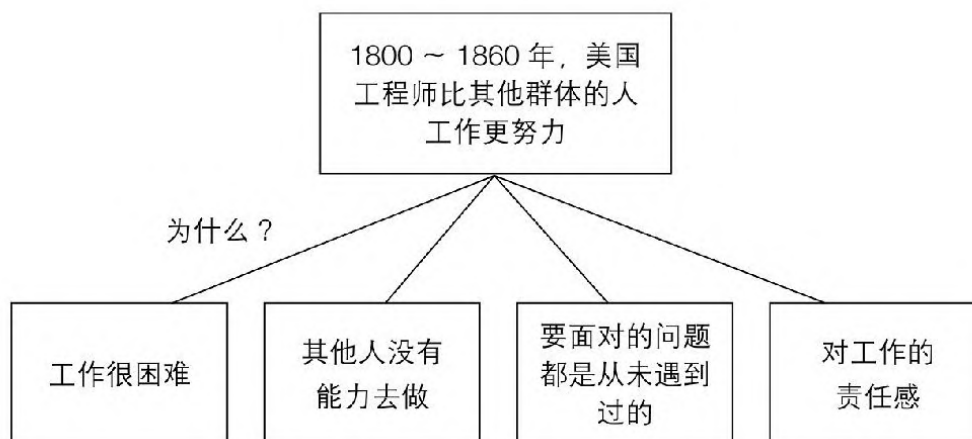 1800 ~ 1860 年，美国
工程师比其他群体的人
工作更努力
为什么？
工作很困难
其他人没有
能力去做
要面对的问题
都是从未遇到
过的
对工作的
责任感